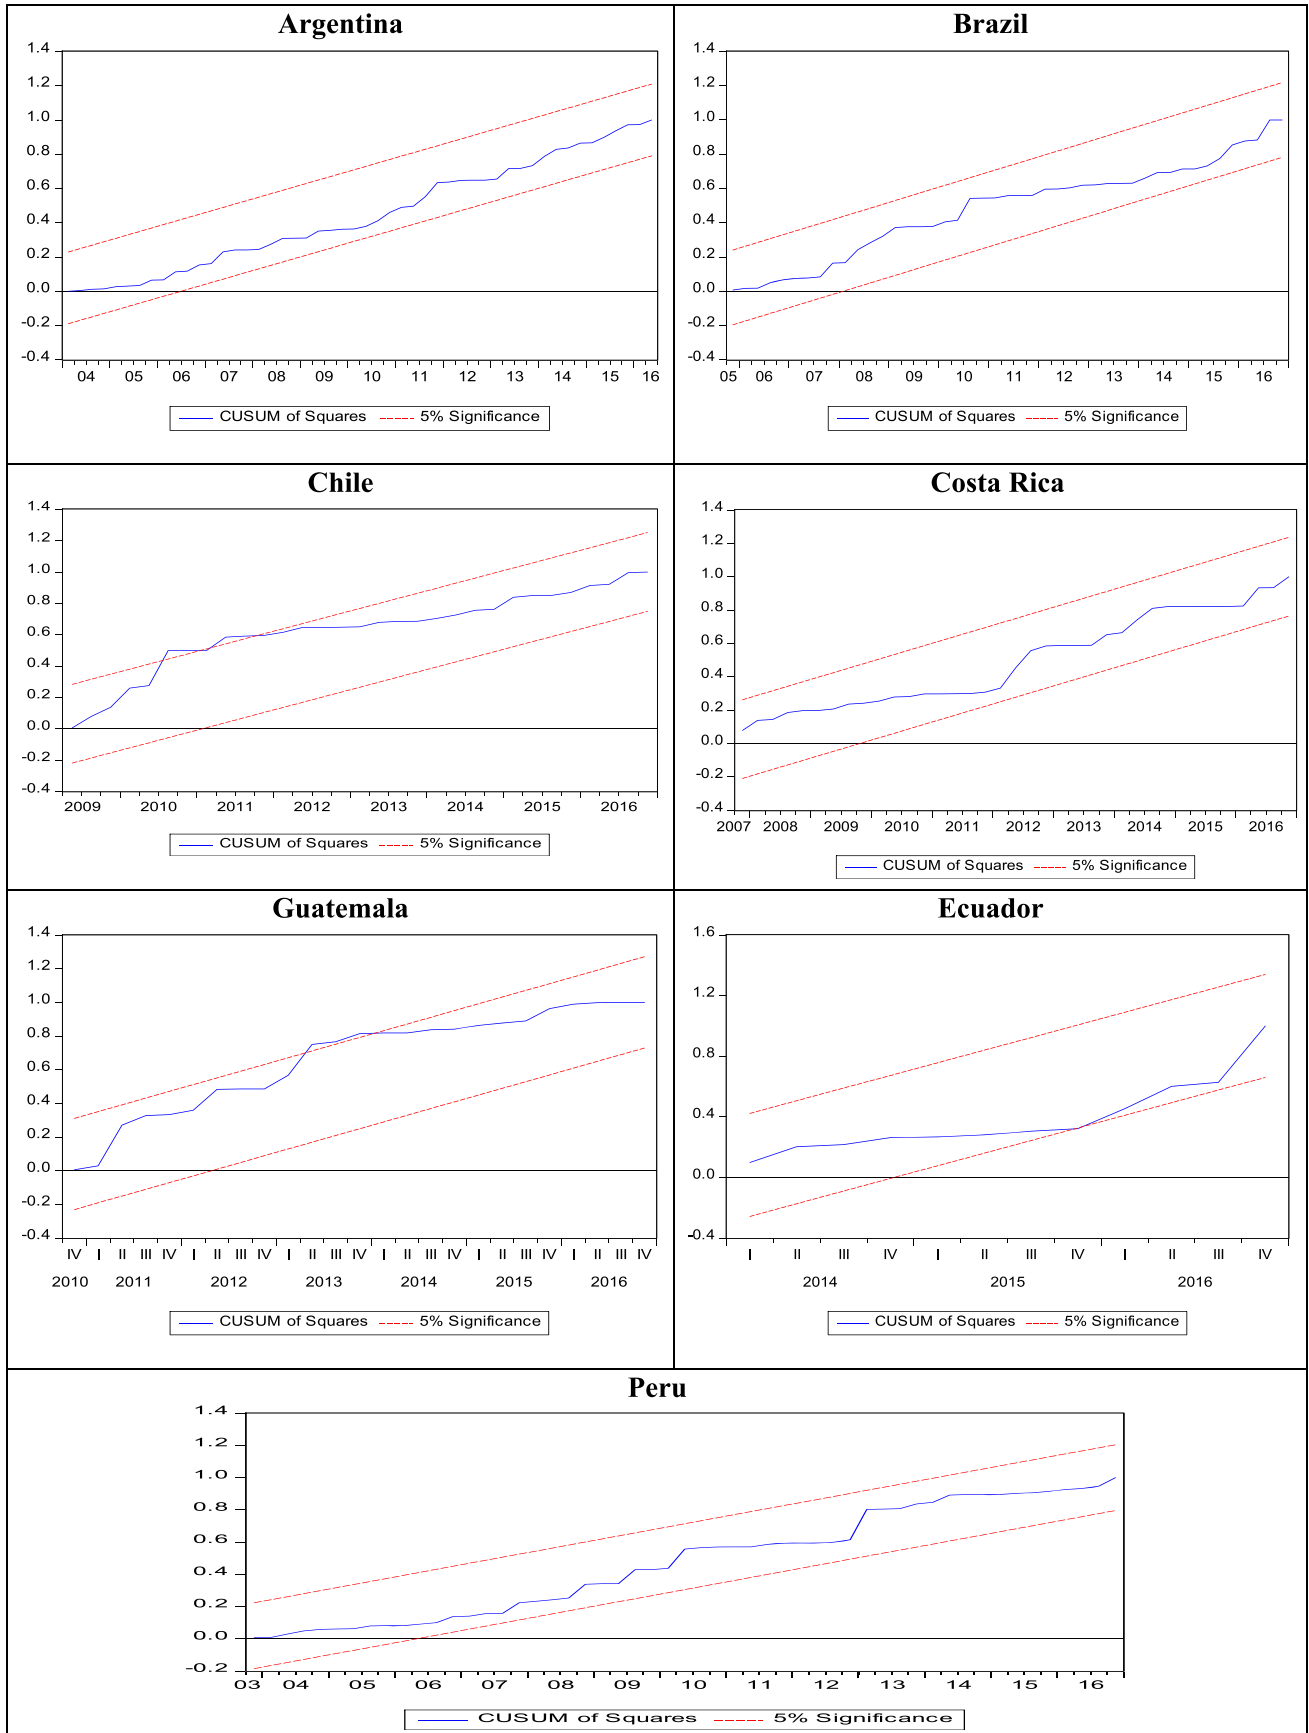 Argentina
1.4
1.2
1.0
0.8
0.6
0.4
0.2
0.0
-0.2
-0.4
04 05 06 07 08 09 10 11 12 13 14 15 16
CUSUM of Squares 5% Significance
Brazil
1.4
1.2
1.0
0.8
0.6
0.4
0.2
0.0
-0.2
-0.4
05 06 07 08 09 10 11 12 13 14 15 16
CUSUM of Squares 5% Significance
Chile
1.4
1.2
1.0
0.8
0.6
0.4
0.2
0.0
-0.2
-0.4
2009 2010 2011 2012 2013 2014 2015 2016
CUSUM of Squares 5% Significance
Costa Rica
1.4
1.2
1.0
0.8
0.6
0.4
0.2
0.0
-0.2
-0.4
2007 2008 2009 2010 2011 2012 2013 2014 2015 2016
CUSUM of Squares 5% Significance
Guatemala
1.4
1.2
1.0
0.8
0.6
0.4
0.2
0.0
-0.2
-0.4
IV I II III IV I II III IV I II III IV I II III IV I II III IV I II III IV
2010 2011 2012 2013 2014 2015 2016
CUSUM of Squares 5% Significance
Ecuador
1.6
1.2
0.8
0.4
0.0
-0.4
I II III IV I II III IV I II III IV
2014 2015 2016
CUSUM of Squares 5% Significance
Peru
1.4
1.2
1.0
0.8
0.6
0.4
0.2
0.0
-0.2
03 04 05 06 07 08 09 10 11 12 13 14 15 16
CUSUM of Squares 5% Significance